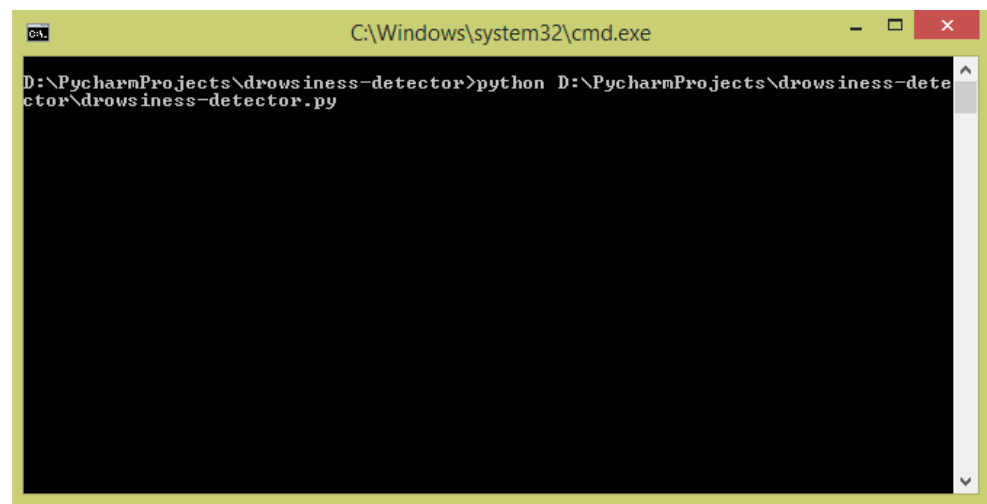 C:\Windows\system32\cmd.exe
D:\PycharmProjects\drowsiness-detector>python D:\PycharmProjects\drowsiness-dete
ctor\drowsiness-detector.py